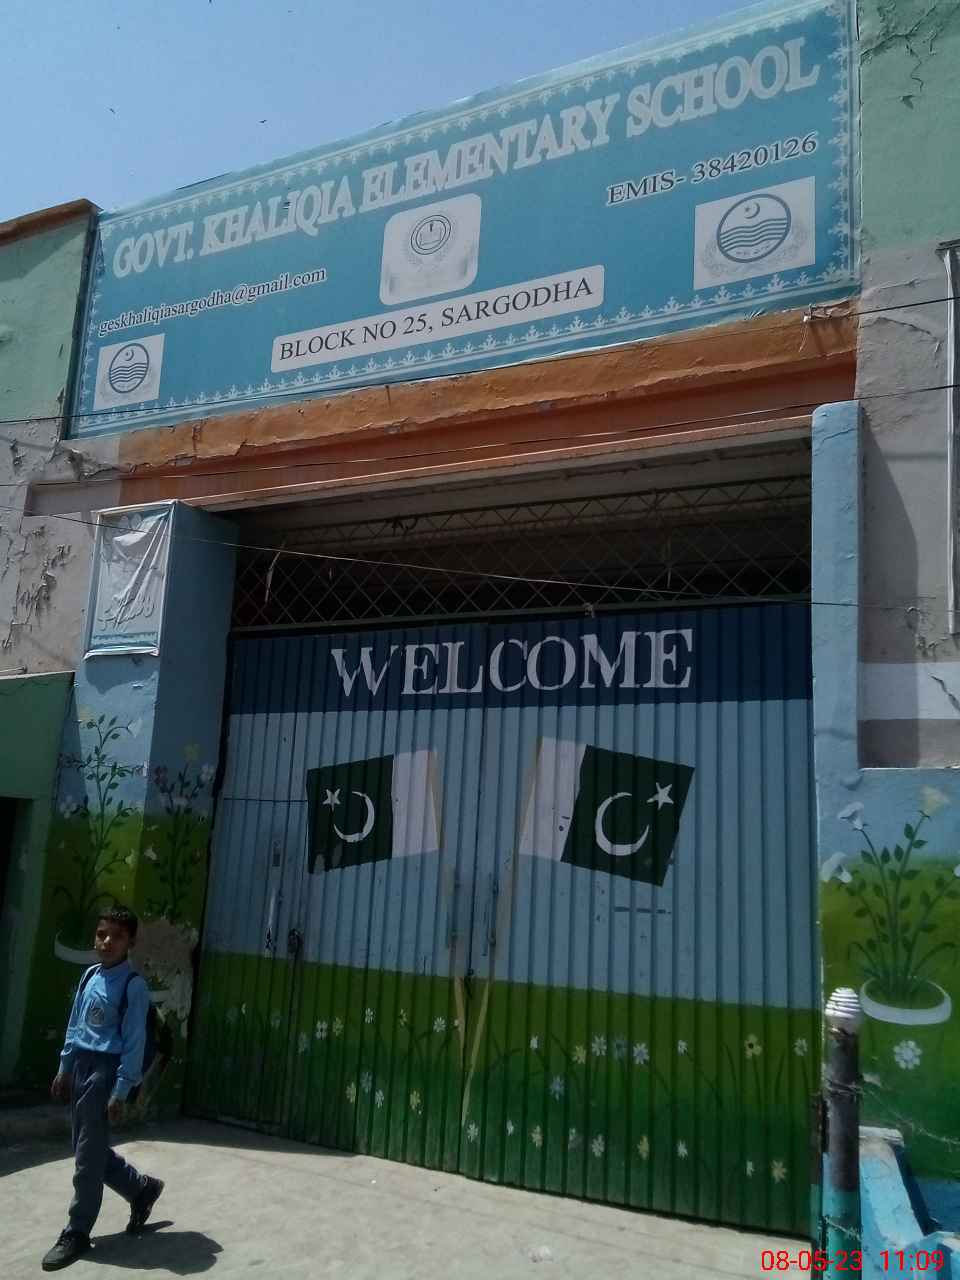 GOVT. KHALIQIA ELEMENTARY SCHOOL
EMIS- 38420126
geskhaliqiasargodha@gmail.com
BLOCK NO 25, SARGODHA
WELCOME
08-05-23 11:09